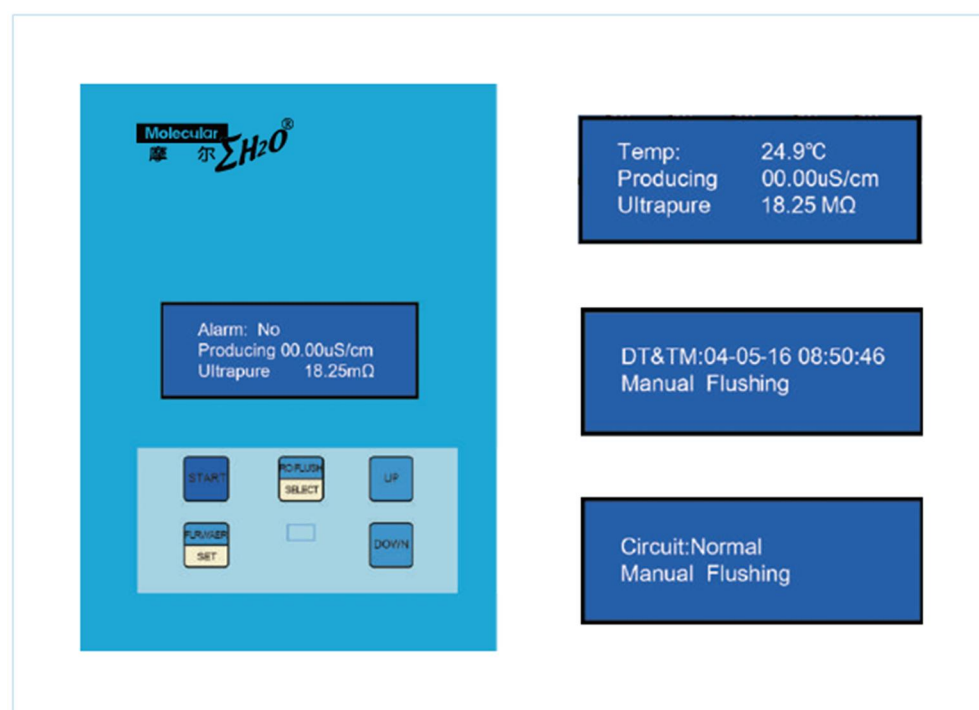 Molecular
摩 尔 ΣH2O®
Alarm: No
Producing 00.00uS/cm
Ultrapure 18.25mΩ
START
RO FLUSH
SELECT
UP
PURWAER
SET
DOWN
Temp: 24.9℃
Producing 00.00uS/cm
Ultrapure 18.25 MΩ
DT&TM:04-05-16 08:50:46
Manual Flushing
Circuit:Normal
Manual Flushing